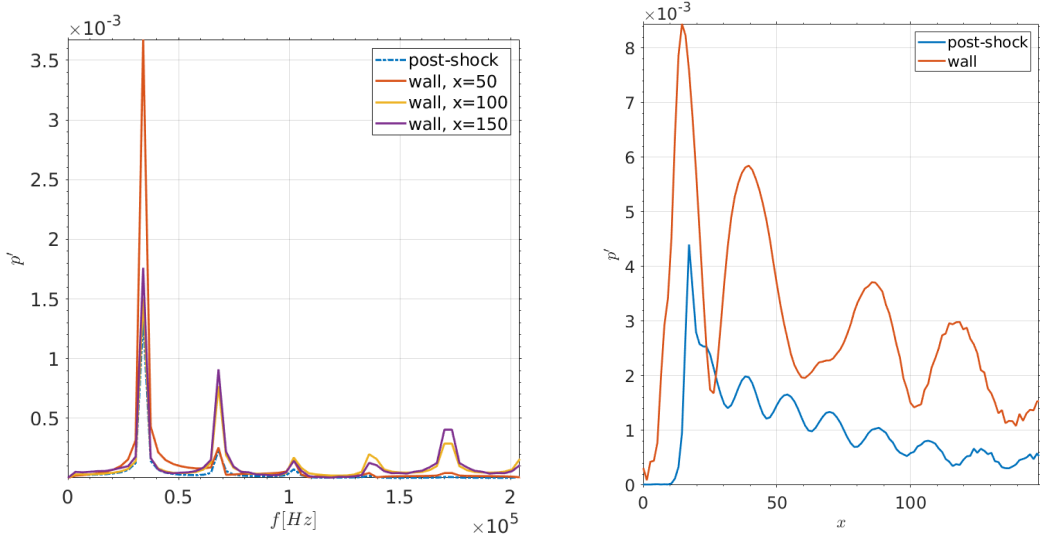 ×10⁻³
3.5
3
2.5
2
1.5
1
0.5
p′
0
0.5
1
1.5
2
f[Hz]
×10⁵
post-shock
wall, x=50
wall, x=100
wall, x=150
×10⁻³
8
7
6
5
4
3
2
1
0
p′
0
50
100
x
post-shock
wall